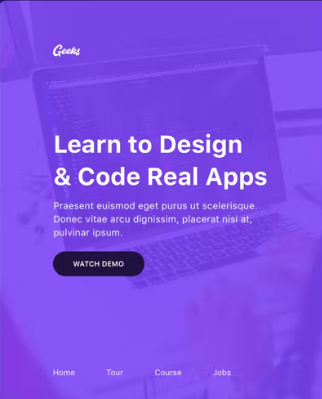 Geeks
Learn to Design
& Code Real Apps
Praesent euismod eget purus ut scelerisque.
Donec vitae arcu dignissim, placerat nisl at,
pulvinar ipsum.
WATCH DEMO
Home Tour Course Jobs